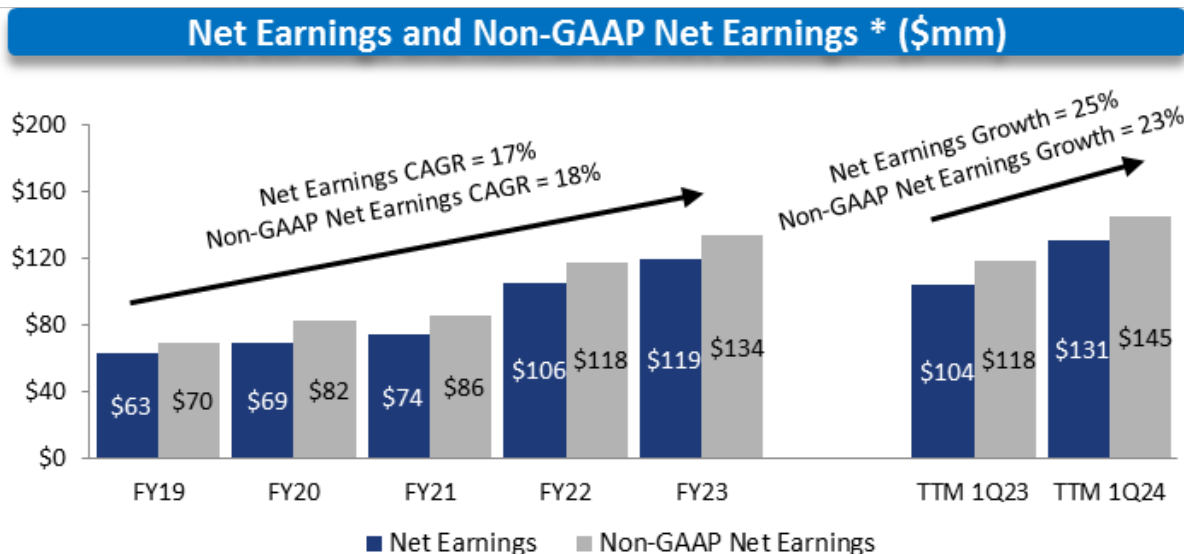 Net Earnings and Non-GAAP Net Earnings * ($mm)
$200
$160
$120
$80
$40
$0
Net Earnings CAGR = 17%
Non-GAAP Net Earnings CAGR = 18%
Net Earnings Growth = 25%
Non-GAAP Net Earnings Growth = 23%
$63 $70 $69 $82 $74 $86 $106 $118 $119 $134 $104 $118 $131 $145
FY19 FY20 FY21 FY22 FY23 TTM 1Q23 TTM 1Q24
Net Earnings Non-GAAP Net Earnings